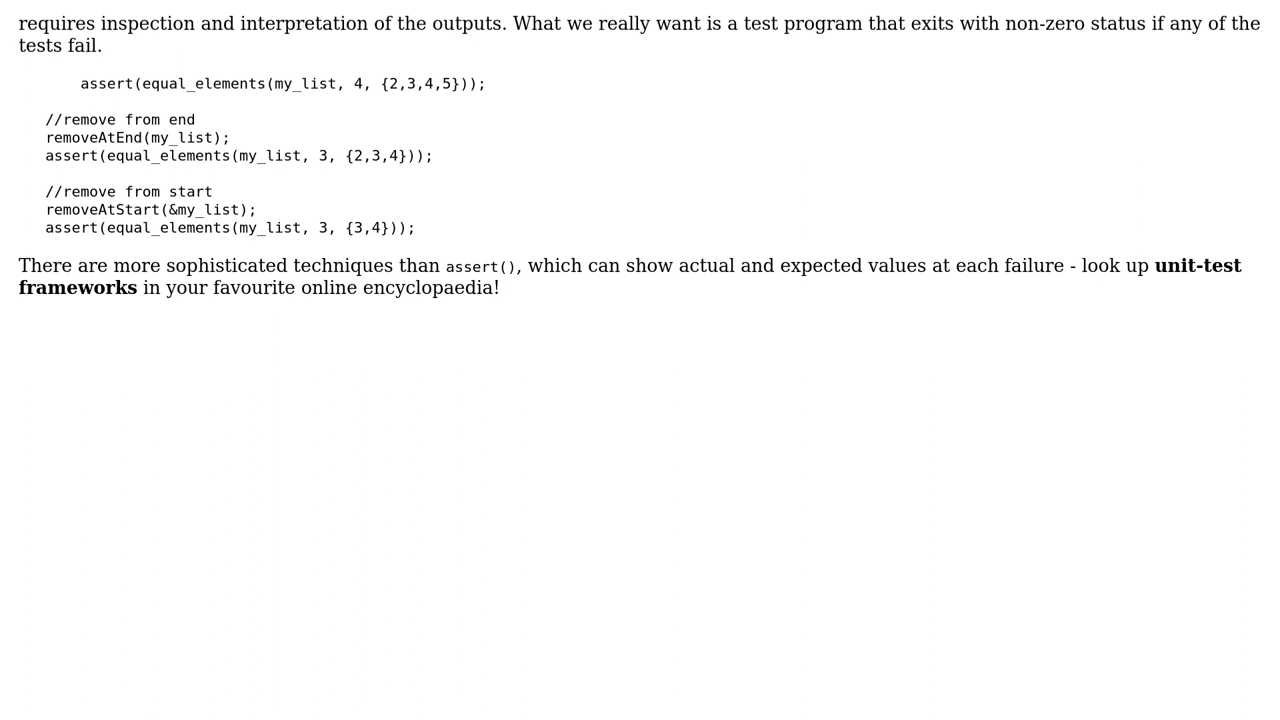 requires inspection and interpretation of the outputs. What we really want is a test program that exits with non-zero status if any of the
tests fail.
assert(equal_elements(my_list, 4, {2,3,4,5}));
//remove from end
removeAtEnd(my_list);
assert(equal_elements(my_list, 3, {2,3,4}));
//remove from start
removeAtStart(&my_list);
assert(equal_elements(my_list, 3, {3,4}));
There are more sophisticated techniques than assert(), which can show actual and expected values at each failure - look up unit-test
frameworks in your favourite online encyclopaedia!